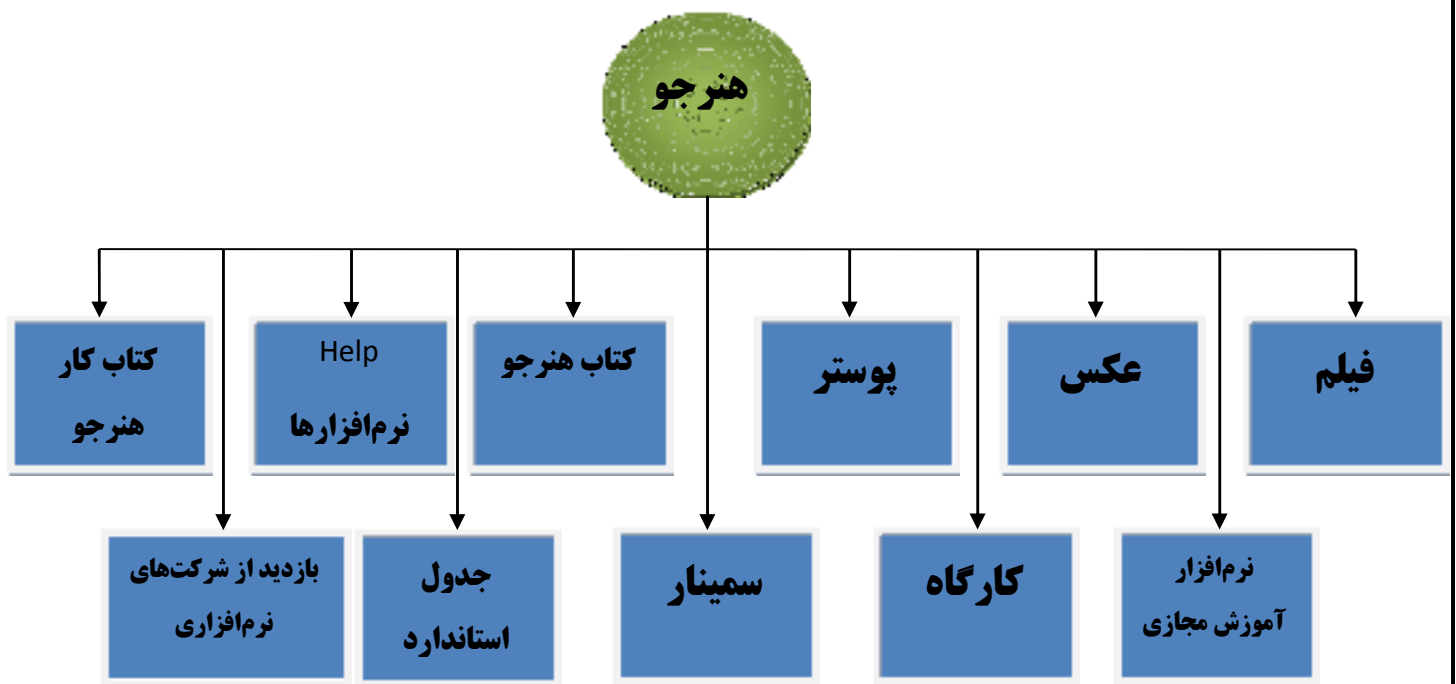 هنرجو
فیلم
عکس
پوستر
کتاب هنرجو
Help
نرم‌افزارها
کتاب کار
هنرجو
نرم‌افزار
آموزش مجازی
کارگاه
سمینار
جدول
استاندارد
بازدید از شرکت‌های
نرم‌افزاری